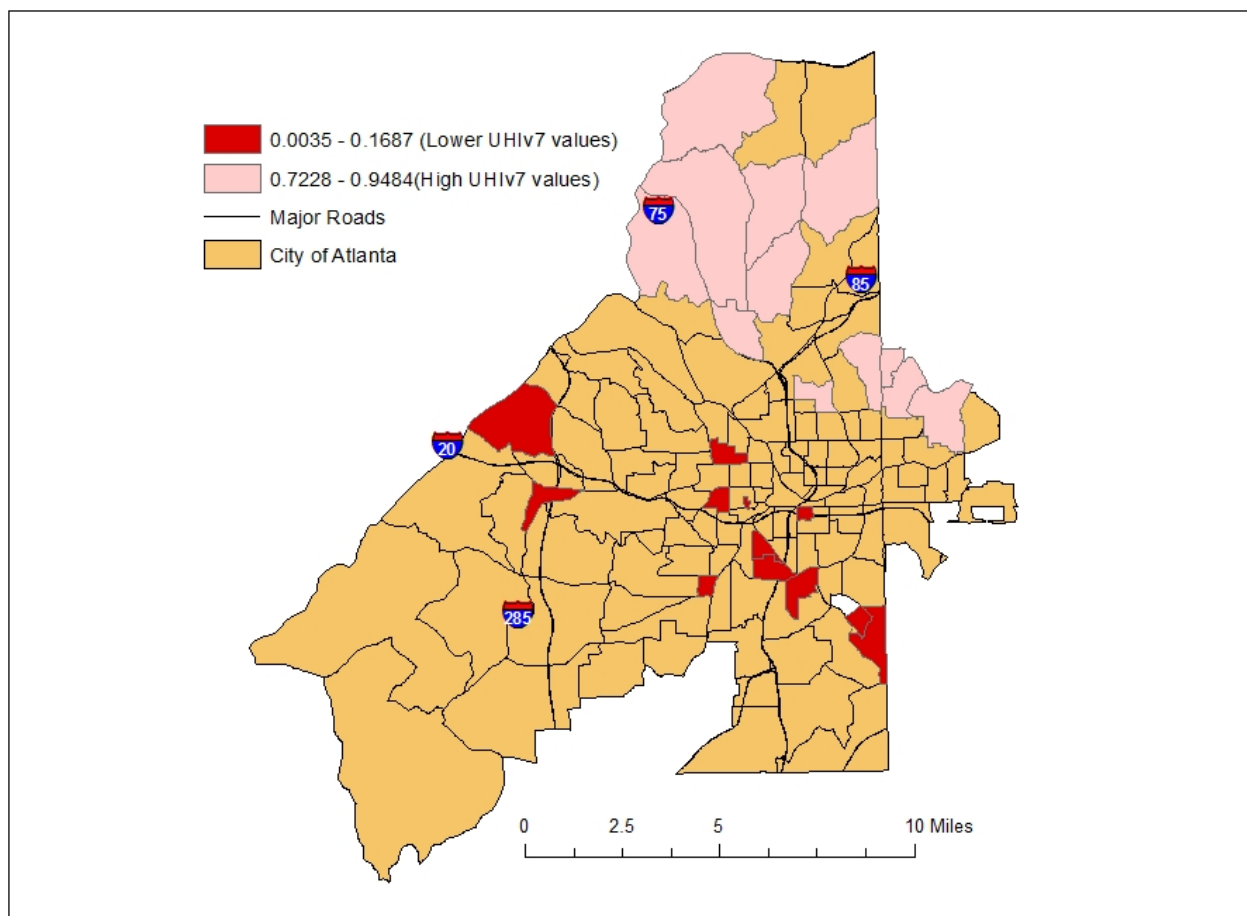 0.0035 - 0.1687 (Lower UHIv7 values)
0.7228 - 0.9484(High UHIv7 values)
Major Roads
City of Atlanta
75
85
20
285
0 2.5 5 10 Miles